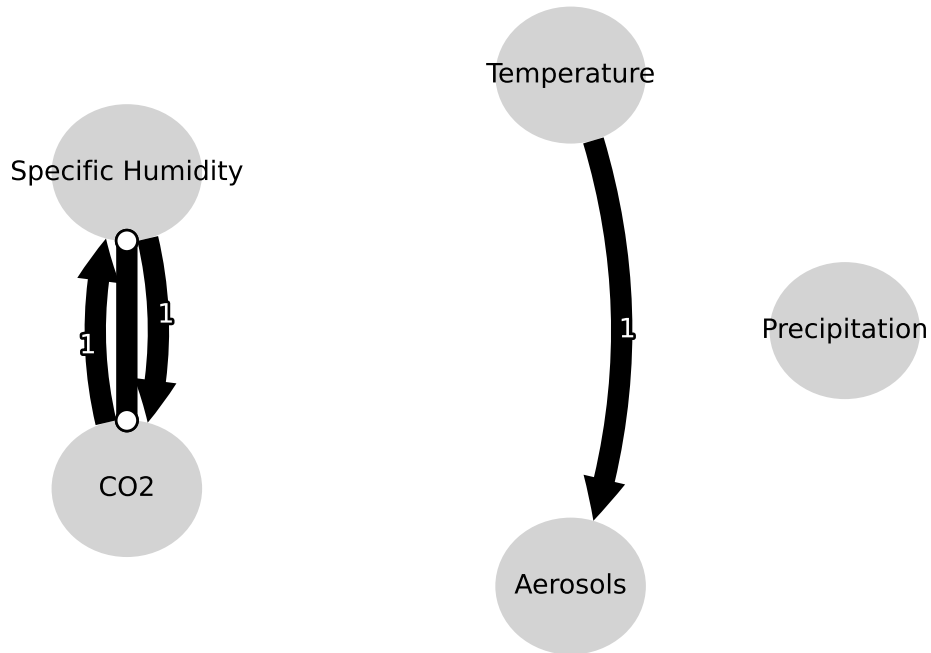 Temperature
Specific Humidity
1
1
Precipitation
1
CO2
Aerosols